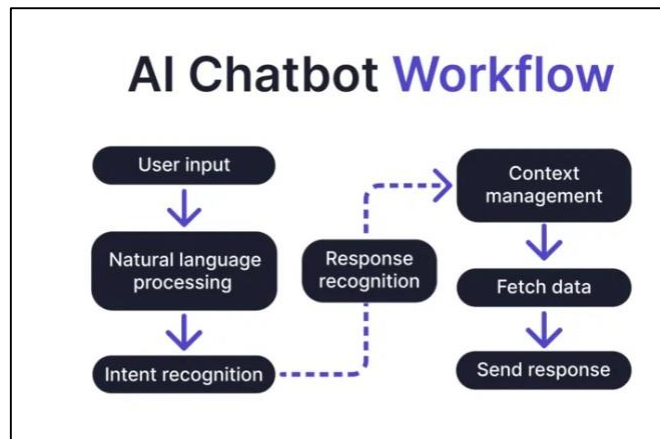 AI Chatbot Workflow
User input
Natural language
processing
Intent recognition
Response
recognition
Context
management
Fetch data
Send response